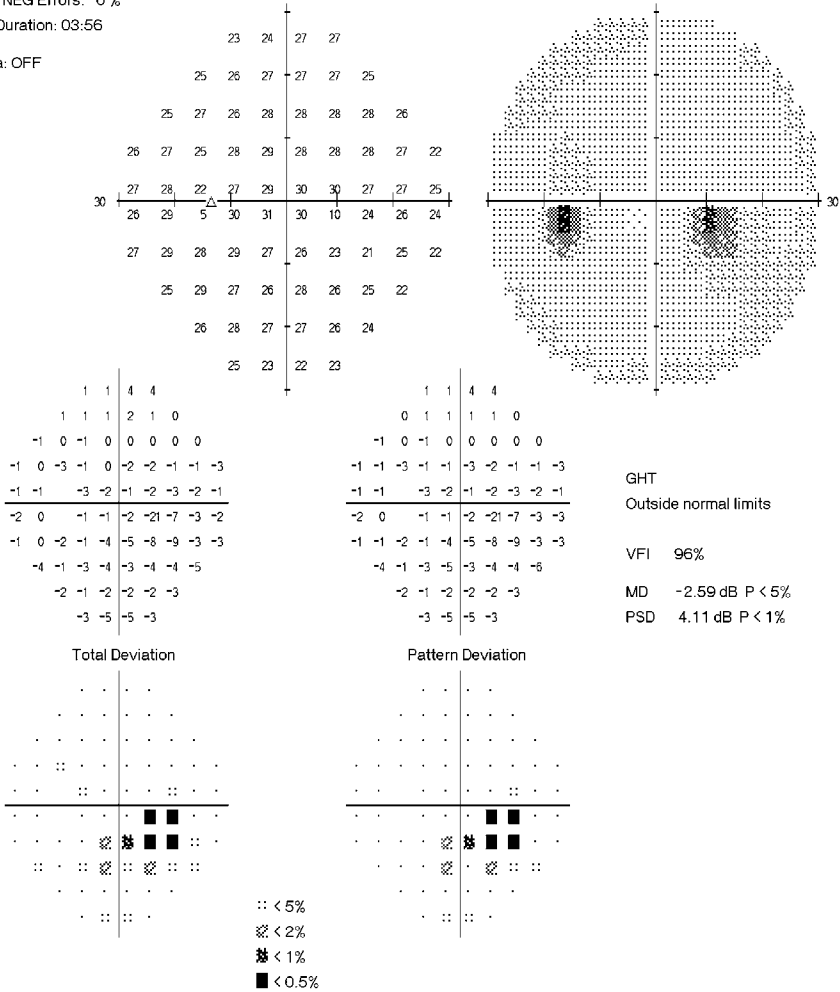 NEG Errors: 6 %
Duration: 03:56
a: OFF
23 24 27 27
25 26 27 27 27 25
25 27 26 28 28 28 28 26
26 27 25 28 29 28 28 28 27 22
27 28 22 27 29 30 30 27 27 25
30 30
26 29 5 30 31 30 10 24 26 24
27 29 28 29 27 26 23 21 25 22
25 29 27 26 28 26 25 22
26 28 27 27 26 24
25 23 22 23
1 1 4 4
1 1 1 2 1 0
-1 0 -1 0 0 0 0 0
-1 0 -3 -1 0 -2 -2 -1 -1 -3
-1 -1 -3 -2 -1 -2 -3 -2 -1
-2 0 -1 -1 -2 -21 -7 -3 -2
-1 0 -2 -1 -4 -5 -8 -9 -3 -2
-4 -1 -3 -4 -3 -4 -4 -5
-2 -1 -2 -2 -2 -3
-3 -5 -5 -3
Total Deviation
1 1 4 4
0 1 1 1 1 0
-1 0 -1 0 0 0 0 0
-1 -1 -3 -1 -1 -2 -2 -1 -1 -3
-1 -1 -3 -2 -1 -2 -3 -2 -1
-2 0 -1 -1 -2 -21 -7 -3 -3
-1 -1 -2 -1 -4 -5 -8 -9 -3 -3
-4 -1 -3 -5 -3 -4 -4 -6
-2 -1 -2 -2 -2 -3
-3 -5 -5 -3
Pattern Deviation
GHT
Outside normal limits
VFI 96%
MD -2.59 dB P < 5%
PSD 4.11 dB P < 1%
< 5%
< 2%
< 1%
< 0.5%